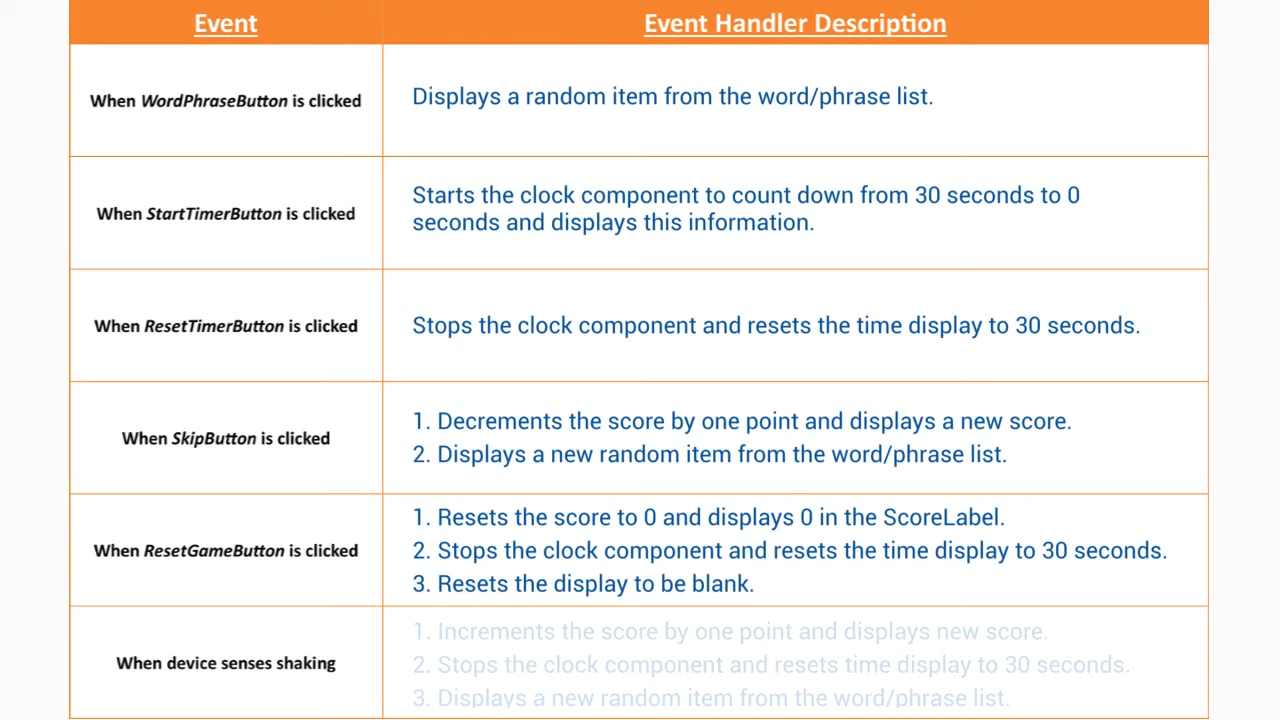 Event
Event Handler Description
When WordPhraseButton is clicked
Displays a random item from the word/phrase list.
When StartTimerButton is clicked
Starts the clock component to count down from 30 seconds to 0
seconds and displays this information.
When ResetTimerButton is clicked
Stops the clock component and resets the time display to 30 seconds.
When SkipButton is clicked
1. Decrements the score by one point and displays a new score.
2. Displays a new random item from the word/phrase list.
When ResetGameButton is clicked
1. Resets the score to 0 and displays 0 in the ScoreLabel.
2. Stops the clock component and resets the time display to 30 seconds.
3. Resets the display to be blank.
When device senses shaking
1. Increments the score by one point and displays new score.
2. Stops the clock component and resets time display to 30 seconds.
3. Displays a new random item from the word/phrase list.